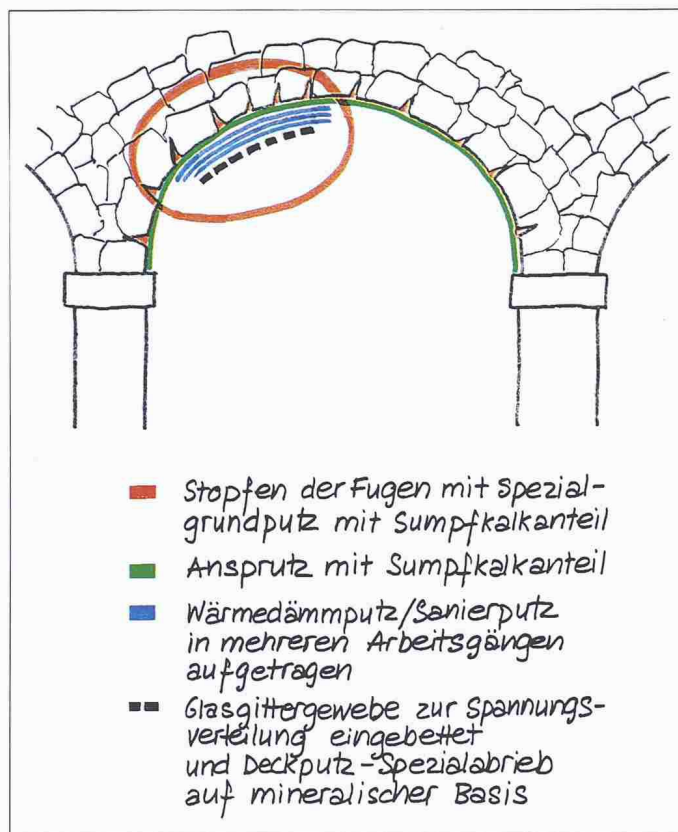 Stopfen der Fugen mit Spezial-
grundputz mit Sumpfkalkanteil
Ansprutz mit Sumpfkalkanteil
Wärmedämmputz/Sanierputz
in mehreren Arbeitsgängen
aufgetragen
Glasgittergewebe zur Spannungs-
verteilung eingebettet
und Deckputz-Spezialabrieb
auf mineralischer Basis